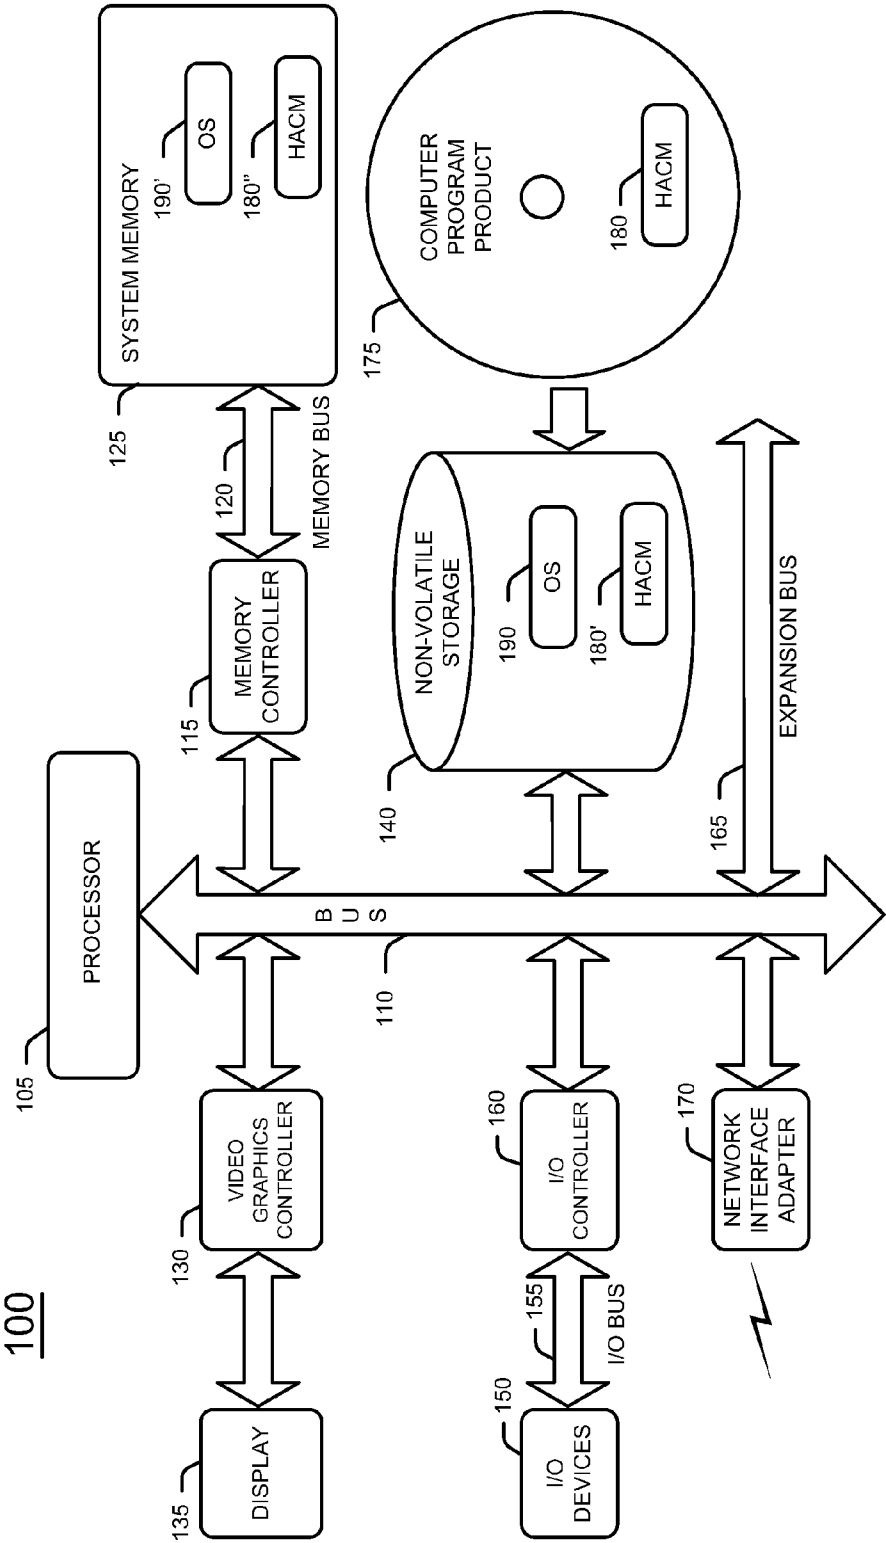 100
105
PROCESSOR
135
DISPLAY
130
VIDEO
GRAPHICS
CONTROLLER
115
MEMORY
CONTROLLER
120
MEMORY BUS
125
SYSTEM MEMORY
190'
OS
180"
HACM
B
U
S
110
150
I/O
DEVICES
155
I/O BUS
160
I/O
CONTROLLER
140
NON-VOLATILE
STORAGE
190
OS
180'
HACM
175
COMPUTER
PROGRAM
PRODUCT
180
HACM
170
NETWORK
INTERFACE
ADAPTER
165
EXPANSION BUS